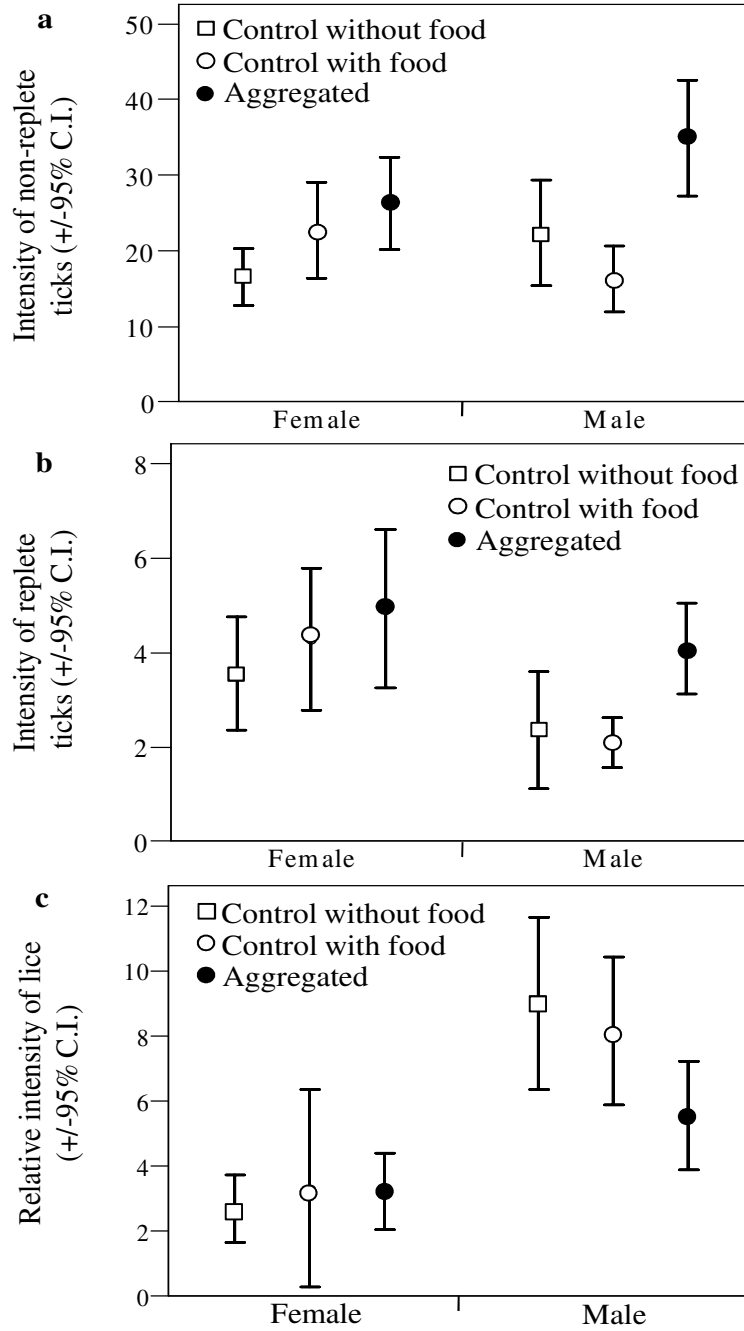 a
50
40
30
20
10
0
Intensity of non-replete
ticks (+/-95% C.I.)
Control without food
Control with food
Aggregated
Female
Male
b
8
6
4
2
0
Intensity of replete
ticks (+/-95% C.I.)
Control without food
Control with food
Aggregated
Female
Male
c
12
10
8
6
4
2
0
Relative intensity of lice
(+/-95% C.I.)
Control without food
Control with food
Aggregated
Female
Male